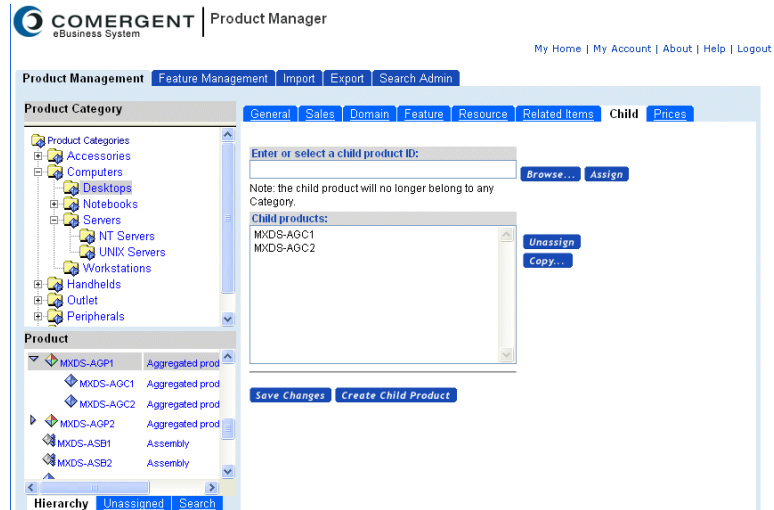 COMERGENT
eBusiness System
Product Manager
My Home | My Account | About | Help | Logout
Product Management Feature Management Import Export Search Admin
Product Category
Product Categories
Accessories
Computers
Desktops
Notebooks
Servers
NT Servers
UNIX Servers
Workstations
Handhelds
Outlet
Peripherals
Product
MXDS-AGP1 Aggregated prod
MXDS-AGC1 Aggregated prod
MXDS-AGC2 Aggregated prod
MXDS-AGP2 Aggregated prod
MXDS-ASB1 Assembly
MXDS-ASB2 Assembly
Hierarchy Unassigned Search
General Sales Domain Feature Resource Related Items Child Prices
Enter or select a child product ID:
Browse... Assign
Note: the child product will no longer belong to any
Category.
Child products:
MXDS-AGC1
MXDS-AGC2
Unassign
Copy...
Save Changes Create Child Product